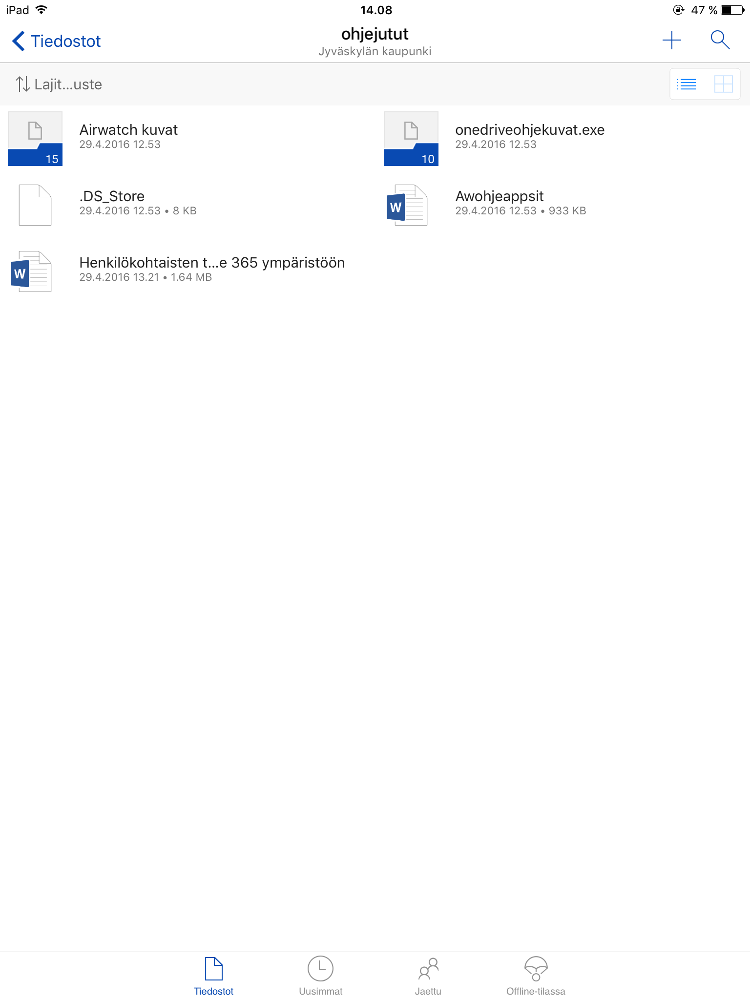 iPad 14.08 47 %
Tiedostot
ohjejutut
Jyväskylän kaupunki
Lajit...uste
Airwatch kuvat
29.4.2016 12.53
15
onedriveohjekuvat.exe
29.4.2016 12.53
10
.DS_Store
29.4.2016 12.53 • 8 KB
W
Awohjeappsit
29.4.2016 12.53 • 933 KB
W
Henkilökohtaisten t...e 365 ympäristöön
29.4.2016 13.21 • 1.64 MB
Tiedostot
Uusimmat
Jaettu
Offline-tilassa